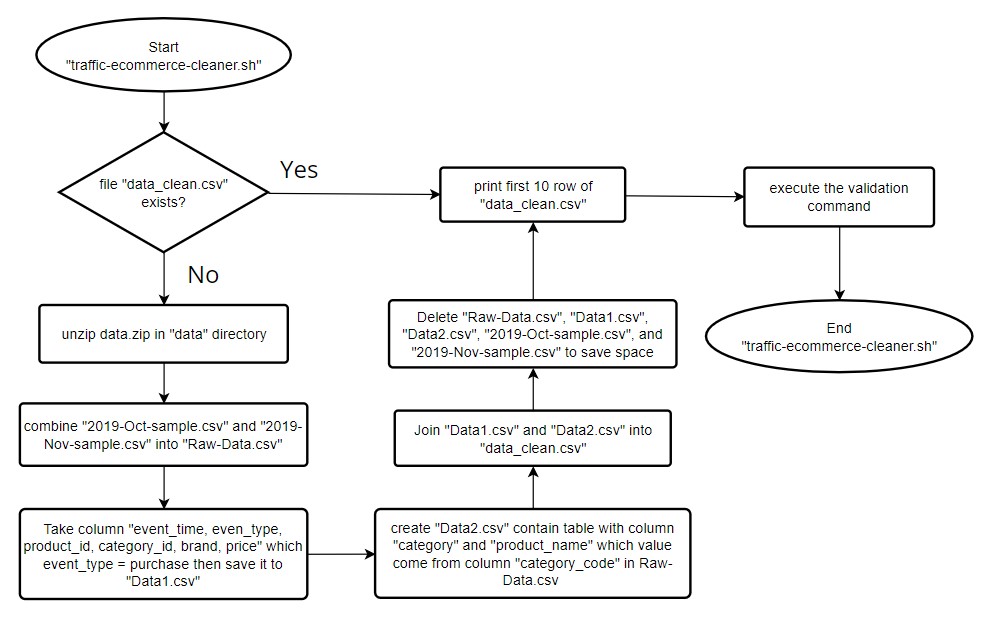 Start
"traffic-ecommerce-cleaner.sh"
file "data_clean.csv"
exists?
Yes
No
unzip data.zip in "data" directory
combine "2019-Oct-sample.csv" and "2019-
Nov-sample.csv" into "Raw-Data.csv"
Take column "event_time, even_type,
product_id, category_id, brand, price" which
event_type = purchase then save it to
"Data1.csv"
create "Data2.csv" contain table with column
"category" and "product_name" which value
come from column "category_code" in Raw-
Data.csv
Join "Data1.csv" and "Data2.csv" into
"data_clean.csv"
Delete "Raw-Data.csv", "Data1.csv",
"Data2.csv", "2019-Oct-sample.csv", and
"2019-Nov-sample.csv" to save space
print first 10 row of
"data_clean.csv"
execute the validation
command
End
"traffic-ecommerce-cleaner.sh"